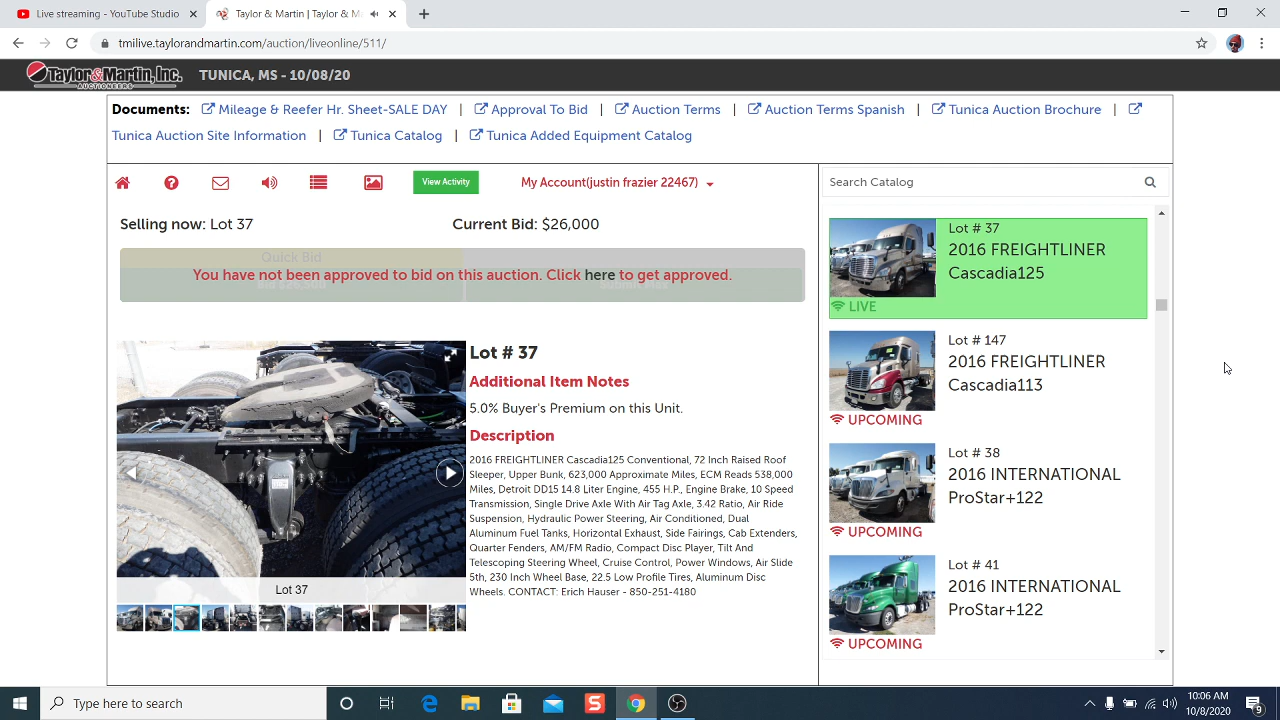 Live streaming - YouTube Studio
Taylor and Martin | Taylor & M
tmilive.taylorandmartin.com/auction/liveonline/511/
Taylor & Martin, Inc.
AUCTIONEERS
TUNICA, MS - 10/08/20
Documents: Mileage & Reefer Hr. Sheet-SALE DAY | Approval To Bid | Auction Terms | Auction Terms Spanish | Tunica Auction Brochure |
Tunica Auction Site Information | Tunica Catalog | Tunica Added Equipment Catalog
View Activity
My Account(justin frazier 22467)
Search Catalog
Selling now: Lot 37
Current Bid: $26,000
Quick Bid
You have not been approved to bid on this auction. Click here to get approved.
Lot 37
Lot # 37
Additional Item Notes
5.0% Buyer's Premium on this Unit.
Description
2016 FREIGHTLINER Cascadia125 Conventional, 72 Inch Raised Roof
Sleeper, Upper Bunk, 623,000 Approximate Miles, ECM Reads 538,000
Miles, Detroit DD15 14.8 Liter Engine, 455 H.P., Engine Brake, 10 Speed
Transmission, Single Drive Axle With Air Tag Axle, 3.42 Ratio, Air Ride
Suspension, Hydraulic Power Steering, Air Conditioned, Dual
Aluminum Fuel Tanks, Horizontal Exhaust, Side Fairings, Cab Extenders,
Quarter Fenders, AM/FM Radio, Compact Disc Player, Tilt And
Telescoping Steering Wheel, Cruise Control, Power Windows, Air Slide
5th, 230 Inch Wheel Base, 22.5 Low Profile Tires, Aluminum Disc
Wheels. CONTACT: Erich Hauser - 850-251-4180
Lot # 37
2016 FREIGHTLINER
Cascadia125
LIVE
Lot # 147
2016 FREIGHTLINER
Cascadia113
UPCOMING
Lot # 38
2016 INTERNATIONAL
ProStar+122
UPCOMING
Lot # 41
2016 INTERNATIONAL
ProStar+122
UPCOMING
Type here to search
10:06 AM
10/8/2020